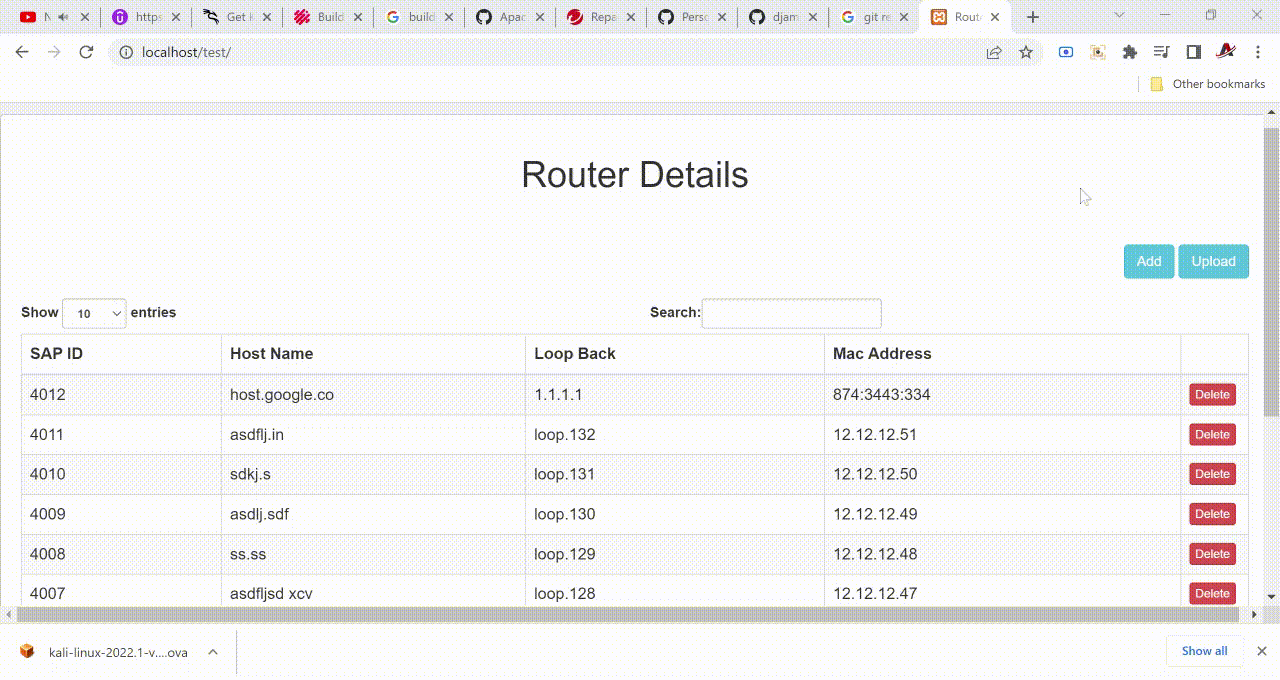 N
https
Get K
Build
build
Apac
Repa
Perso
djam
git re
Route
localhost/test/
Other bookmarks
Router Details
Add Upload
Show 10 entries Search:
SAP ID Host Name Loop Back Mac Address
4012 host.google.co 1.1.1.1 874:3443:334 Delete
4011 asdflj.in loop.132 12.12.12.51 Delete
4010 sdkj.s loop.131 12.12.12.50 Delete
4009 asdlj.sdf loop.130 12.12.12.49 Delete
4008 ss.ss loop.129 12.12.12.48 Delete
4007 asdfljsd xcv loop.128 12.12.12.47 Delete
kali-linux-2022.1-v....ova Show all